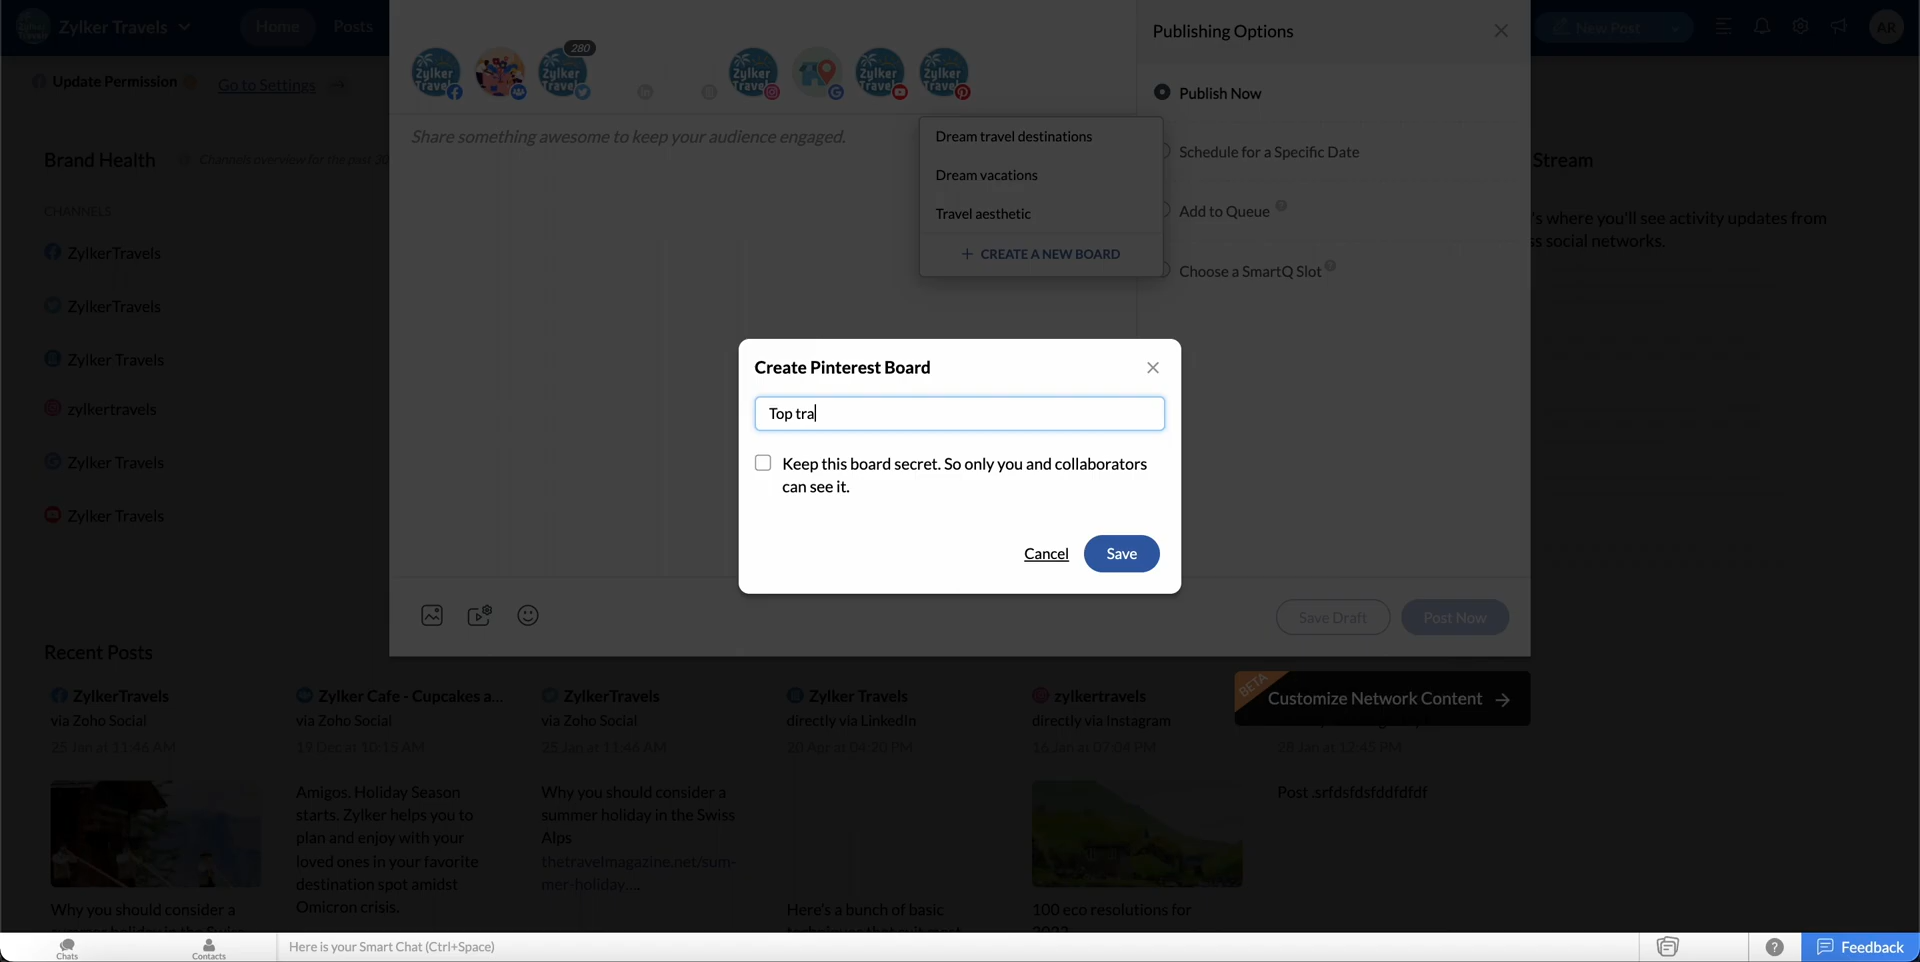 Zylker Travels
Home
Posts
New Post
AR
Update Permission
Go to Settings
280
Publishing Options
Publish Now
Share something awesome to keep your audience engaged.
Dream travel destinations
Dream vacations
Travel aesthetic
+ CREATE A NEW BOARD
Schedule for a Specific Date
Add to Queue
Choose a SmartQ Slot
Brand Health
Channels overview for the past 30
CHANNELS
ZylkerTravels
ZylkerTravels
Zylker Travels
zylkertravels
Zylker Travels
Zylker Travels
Stream
's where you'll see activity updates from
ss social networks.
Create Pinterest Board
Top tra
Keep this board secret. So only you and collaborators
can see it.
Cancel
Save
Save Draft
Post Now
Recent Posts
BETA
Customize Network Content
ZylkerTravels
via Zoho Social
25 Jan at 11:46 AM
Why you should consider a
Zylker Cafe - Cupcakes a...
via Zoho Social
19 Dec at 10:15 AM
Amigos. Holiday Season
starts. Zylker helps you to
plan and enjoy with your
loved ones in your favorite
destination spot amidst
Omicron crisis.
ZylkerTravels
via Zoho Social
25 Jan at 11:46 AM
Why you should consider a
summer holiday in the Swiss
Alps
thetravelmagazine.net/sum-
mer-holiday....
Zylker Travels
directly via LinkedIn
20 Apr at 04:20 PM
Here's a bunch of basic
zylkertravels
directly via Instagram
16 Jan at 07:04 PM
100 eco resolutions for
28 Jan at 12:45 PM
Post .srfdsfdsfddfdfdf
Chats
Contacts
Here is your Smart Chat (Ctrl+Space)
Feedback